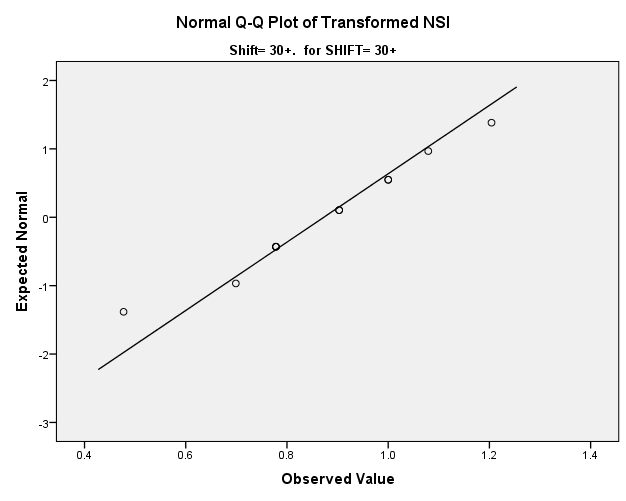 Normal Q-Q Plot of Transformed NSI
Shift= 30+. for SHIFT= 30+
Expected Normal
2
1
0
-1
-2
-3
0.4 0.6 0.8 1.0 1.2 1.4
Observed Value